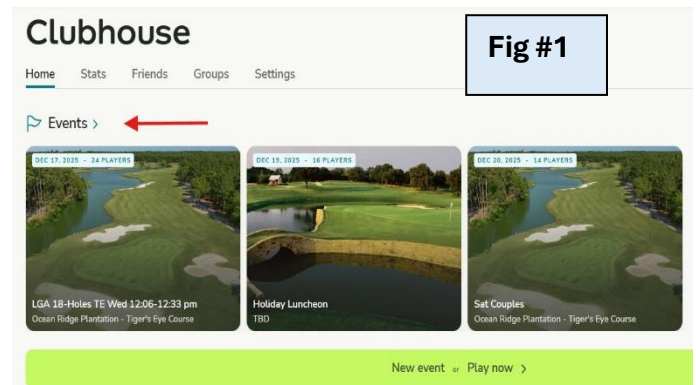 Clubhouse
Fig #1
Home Stats Friends Groups Settings
Events >
DEC 17, 2025 - 24 PLAYERS
LGA 18-Holes TE Wed 12:06-12:33 pm
Ocean Ridge Plantation - Tiger's Eye Course
DEC 19, 2025 - 16 PLAYERS
Holiday Luncheon
TBD
DEC 20, 2025 - 14 PLAYERS
Sat Couples
Ocean Ridge Plantation - Tiger's Eye Course
New event or Play now >